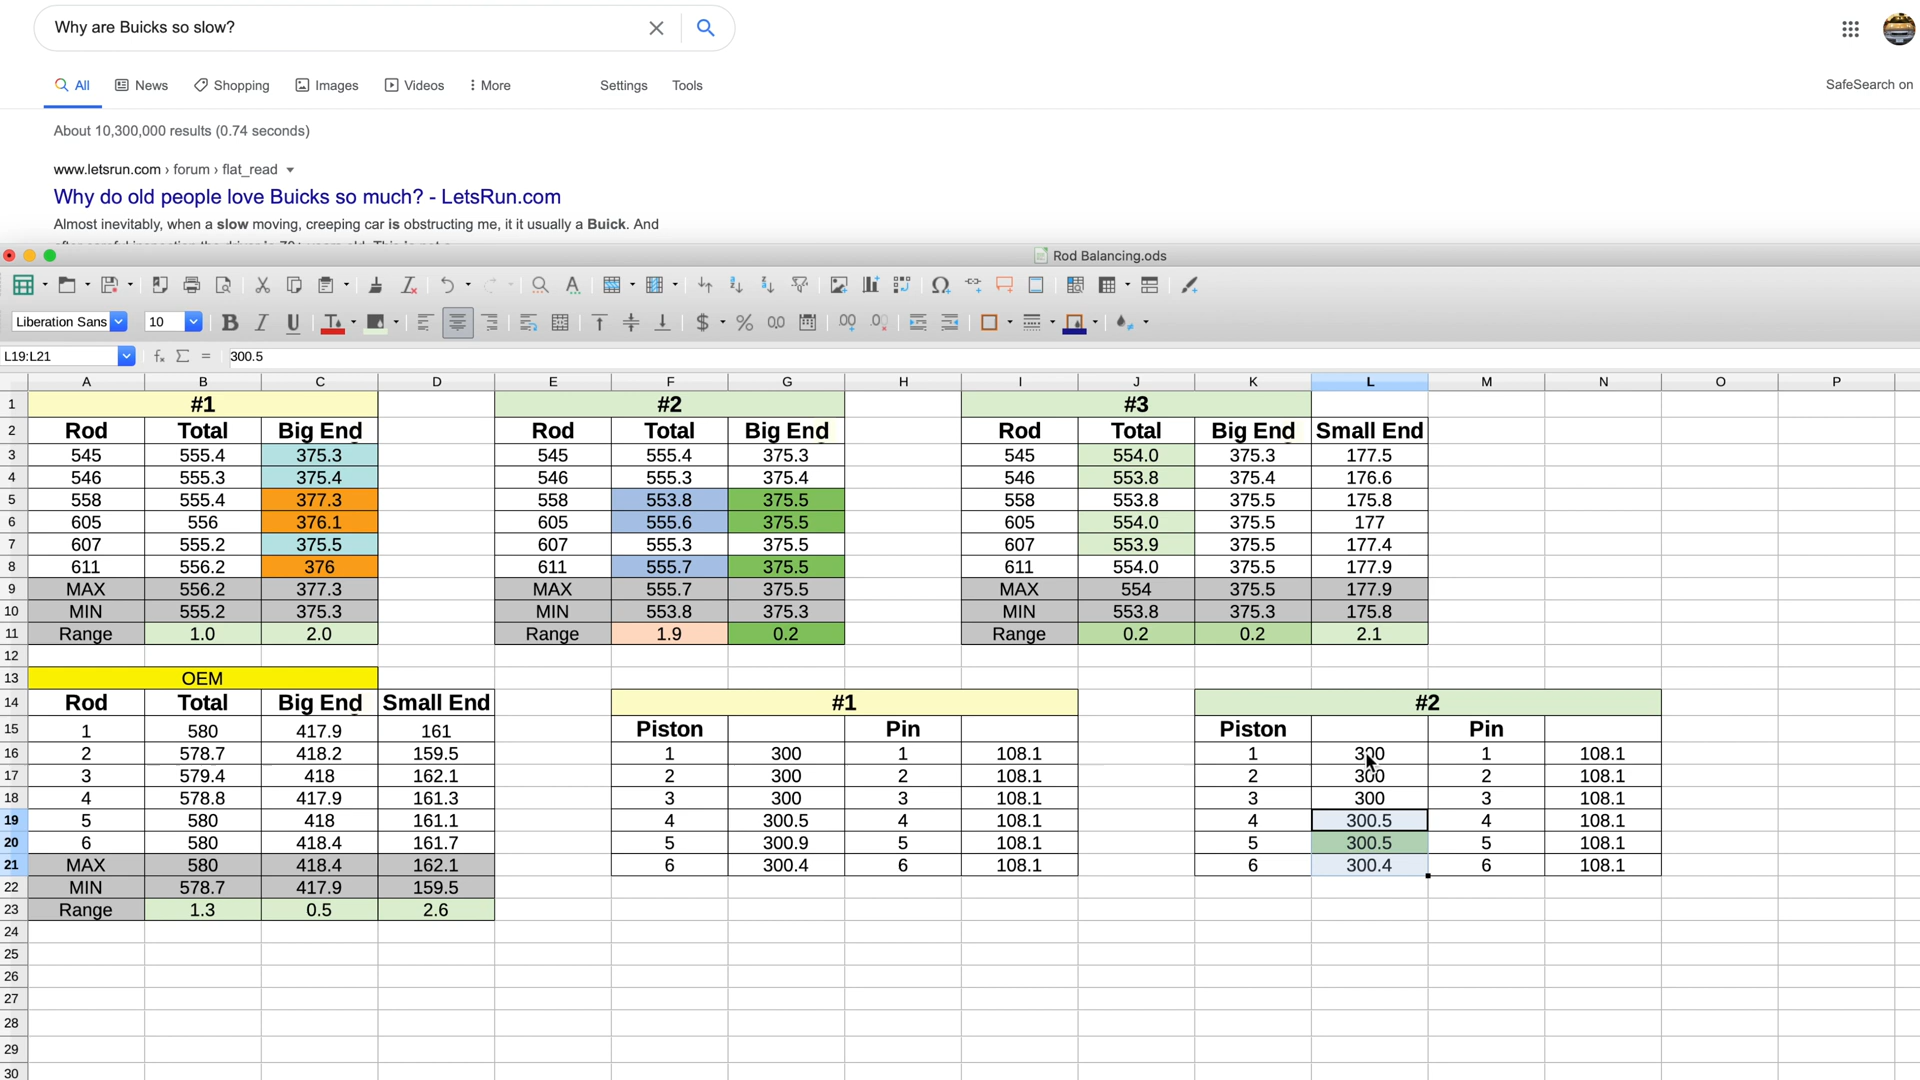 Why are Buicks so slow?
All News Shopping Images Videos More Settings Tools
SafeSearch on
About 10,300,000 results (0.74 seconds)
www.letsrun.com › forum › flat_read
Why do old people love Buicks so much? - LetsRun.com
Almost inevitably, when a slow moving, creeping car is obstructing me, it it usually a Buick. And
Rod Balancing.ods
Liberation Sans 10
L19:L21 300.5
A B C D E F G H I J K L M N O P
1 #1 #2 #3
2 Rod Total Big End Rod Total Big End Rod Total Big End Small End
3 545 555.4 375.3 545 555.4 375.3 545 554.0 375.3 177.5
4 546 555.3 375.4 546 555.3 375.4 546 553.8 375.4 176.6
5 558 555.4 377.3 558 553.8 375.5 558 553.8 375.5 175.8
6 605 556 376.1 605 555.6 375.5 605 554.0 375.5 177
7 607 555.2 375.5 607 555.3 375.5 607 553.9 375.5 177.4
8 611 556.2 376 611 555.7 375.5 611 554.0 375.5 177.9
9 MAX 556.2 377.3 MAX 555.7 375.5 MAX 554 375.5 177.9
10 MIN 555.2 375.3 MIN 553.8 375.3 MIN 553.8 375.3 175.8
11 Range 1.0 2.0 Range 1.9 0.2 Range 0.2 0.2 2.1
12
13 OEM
14 Rod Total Big End Small End #1 #2
15 1 580 417.9 161 Piston Pin Piston Pin
16 2 578.7 418.2 159.5 1 300 1 108.1 1 300 1 108.1
17 3 579.4 418 162.1 2 300 2 108.1 2 300 2 108.1
18 4 578.8 417.9 161.3 3 300 3 108.1 3 300 3 108.1
19 5 580 418 161.1 4 300.5 4 108.1 4 300.5 4 108.1
20 6 580 418.4 161.7 5 300.9 5 108.1 5 300.5 5 108.1
21 MAX 580 418.4 162.1 6 300.4 6 108.1 6 300.4 6 108.1
22 MIN 578.7 417.9 159.5
23 Range 1.3 0.5 2.6
24
25
26
27
28
29
30